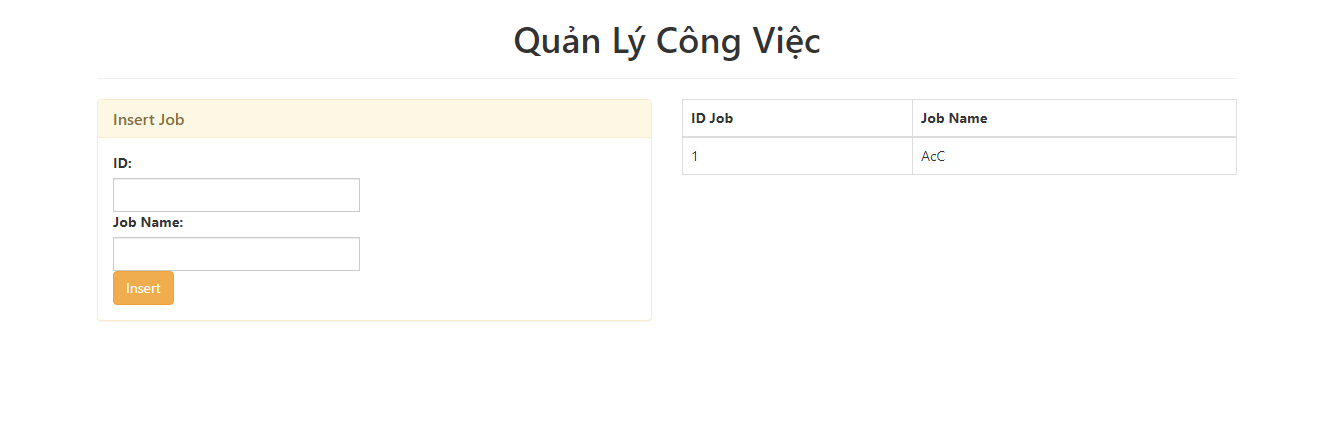 Quản Lý Công Việc
Insert Job
ID:
Job Name:
Insert
ID Job Job Name
1 AcC